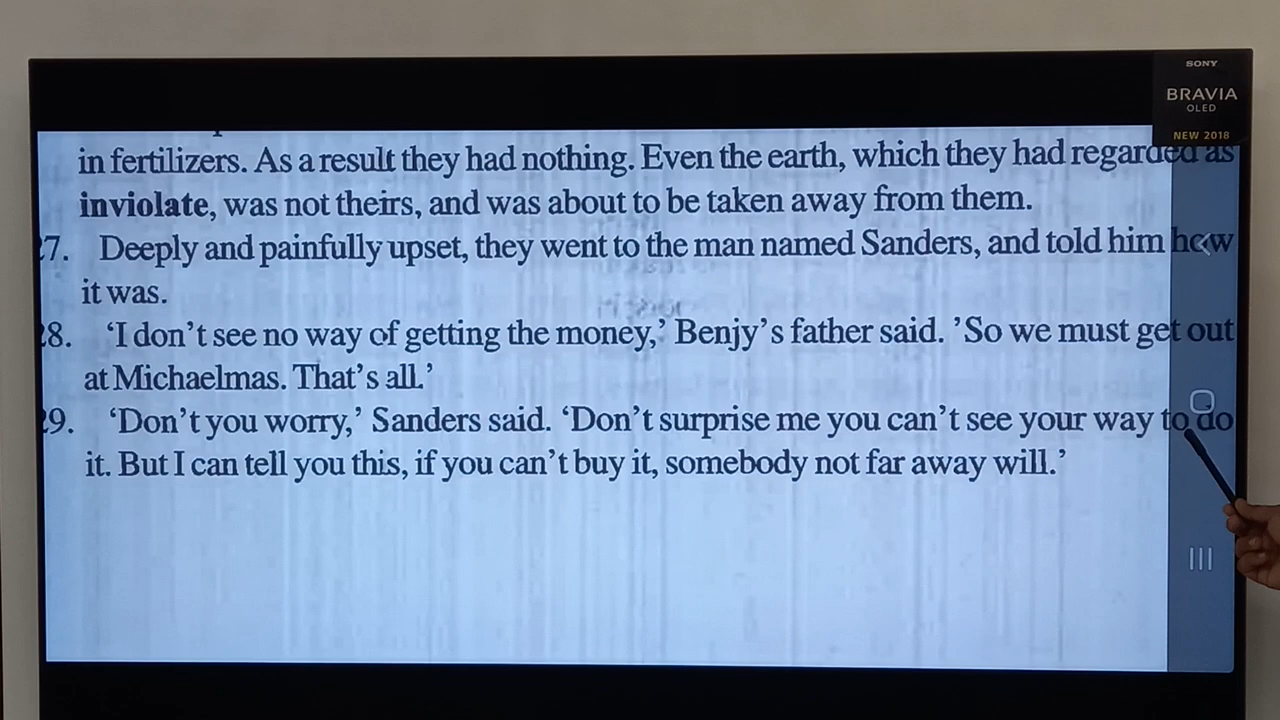 SONY
BRAVIA
OLED
NEW 2018
in fertilizers. As a result they had nothing. Even the earth, which they had regarded as
inviolate, was not theirs, and was about to be taken away from them.
27. Deeply and painfully upset, they went to the man named Sanders, and told him how
it was.
28. ‘I don’t see no way of getting the money,’ Benjy’s father said. ’So we must get out
at Michaelmas. That’s all.’
29. ‘Don’t you worry,’ Sanders said. ‘Don’t surprise me you can’t see your way to do
it. But I can tell you this, if you can’t buy it, somebody not far away will.’